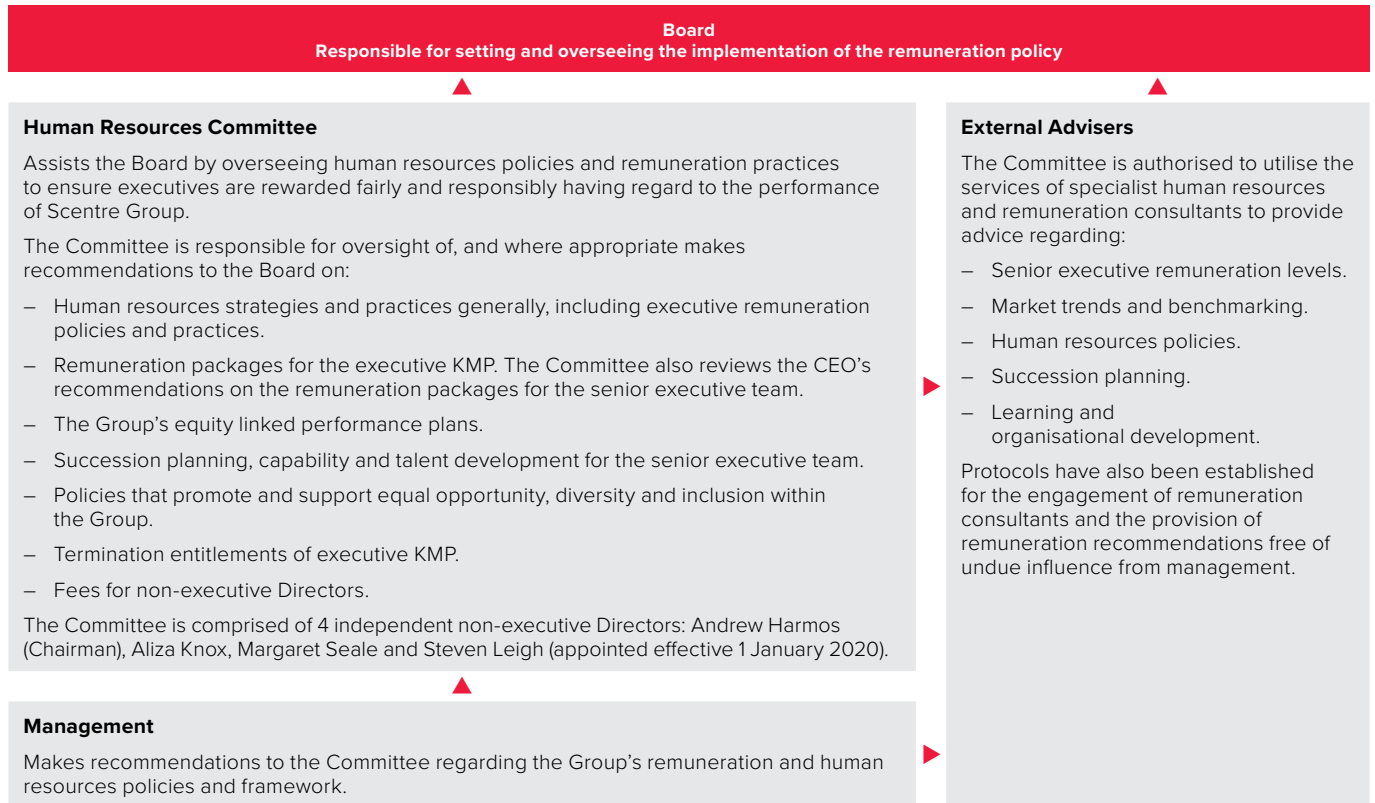 Board
Responsible for setting and overseeing the implementation of the remuneration policy
Human Resources Committee
Assists the Board by overseeing human resources policies and remuneration practices
to ensure executives are rewarded fairly and responsibly having regard to the performance
of Scentre Group.
The Committee is responsible for oversight of, and where appropriate makes
recommendations to the Board on:
– Human resources strategies and practices generally, including executive remuneration
policies and practices.
– Remuneration packages for the executive KMP. The Committee also reviews the CEO's
recommendations on the remuneration packages for the senior executive team.
– The Group's equity linked performance plans.
– Succession planning, capability and talent development for the senior executive team.
– Policies that promote and support equal opportunity, diversity and inclusion within
the Group.
– Termination entitlements of executive KMP.
– Fees for non-executive Directors.
The Committee is comprised of 4 independent non-executive Directors: Andrew Harmos
(Chairman), Aliza Knox, Margaret Seale and Steven Leigh (appointed effective 1 January 2020).
External Advisers
The Committee is authorised to utilise the
services of specialist human resources
and remuneration consultants to provide
advice regarding:
– Senior executive remuneration levels.
– Market trends and benchmarking.
– Human resources policies.
– Succession planning.
– Learning and
organisational development.
Protocols have also been established
for the engagement of remuneration
consultants and the provision of
remuneration recommendations free of
undue influence from management.
Management
Makes recommendations to the Committee regarding the Group's remuneration and human
resources policies and framework.